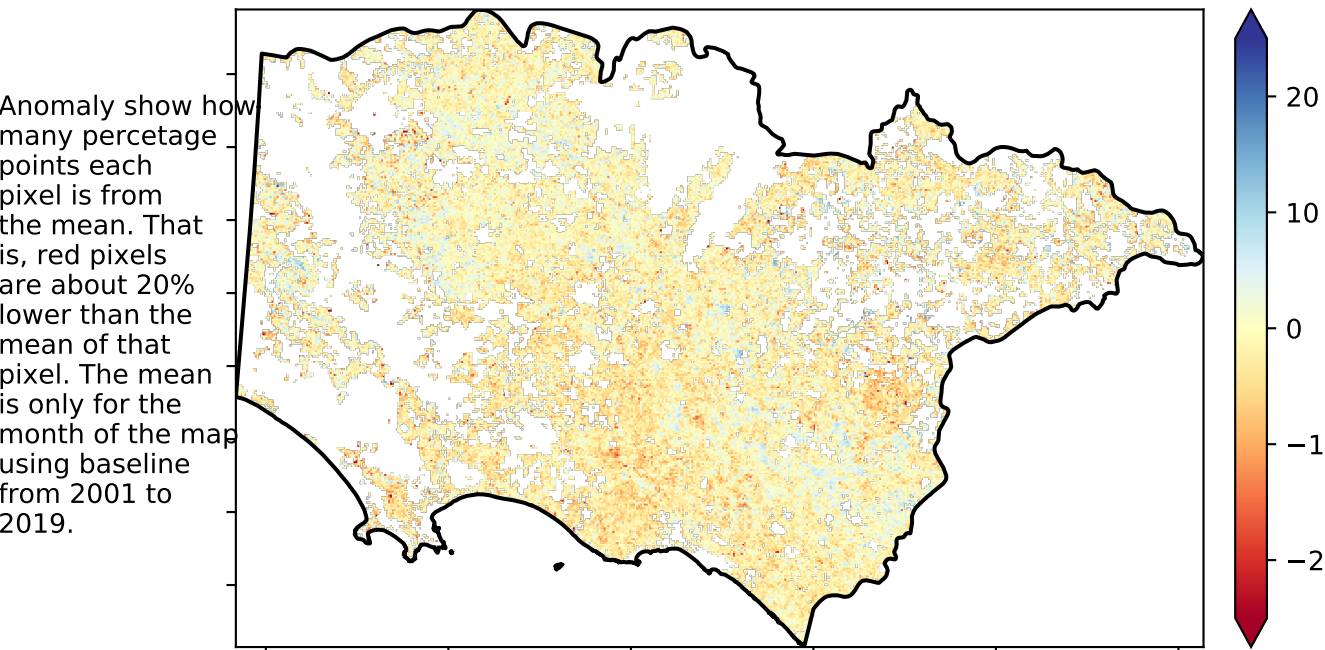 Anomaly show how
many percetage
points each
pixel is from
the mean. That
is, red pixels
are about 20%
lower than the
mean of that
pixel. The mean
is only for the
month of the map
using baseline
from 2001 to
2019.
20
10
0
−1
−2